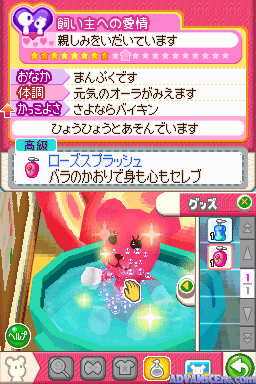 飼い主への愛情
親しみをいだいています
おなか まんぷくです
体調 元気のオーラがみえます
かっこよさ さよならバイキン
ひょうひょうとあそんでいます
高級
ローズスプラッシュ
バラのかおりで身も心もセレブ
グッズ
1
1
1
1
ヘルプ